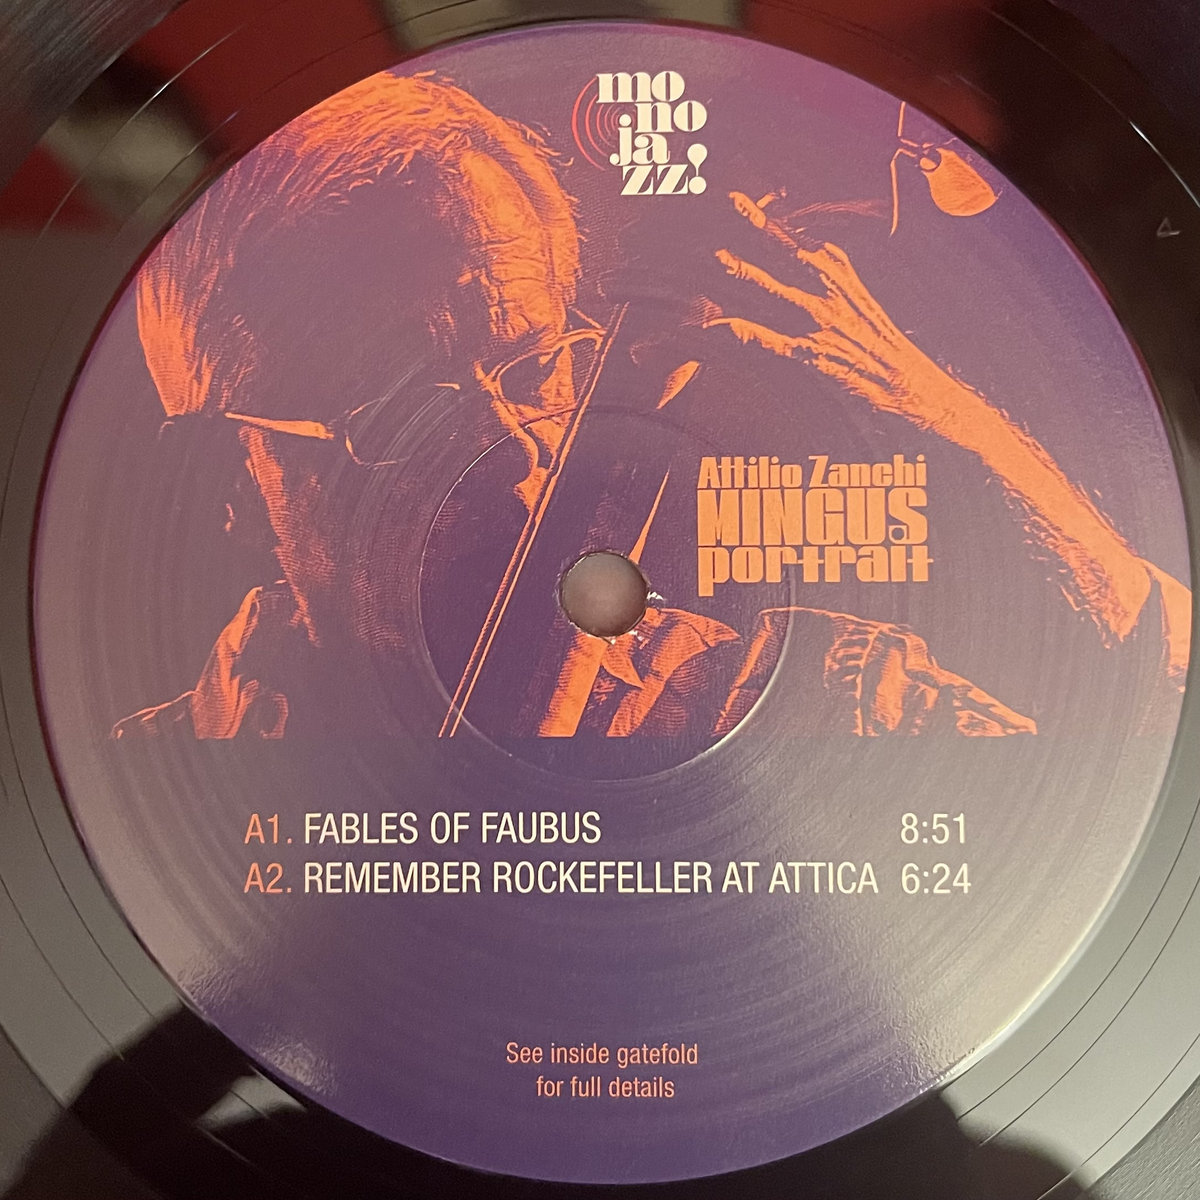 mo
no
ja
zz!
Attilio Zanchi
MINGUS
portrait
A1. FABLES OF FAUBUS 8:51
A2. REMEMBER ROCKEFELLER AT ATTICA 6:24
See inside gatefold
for full details